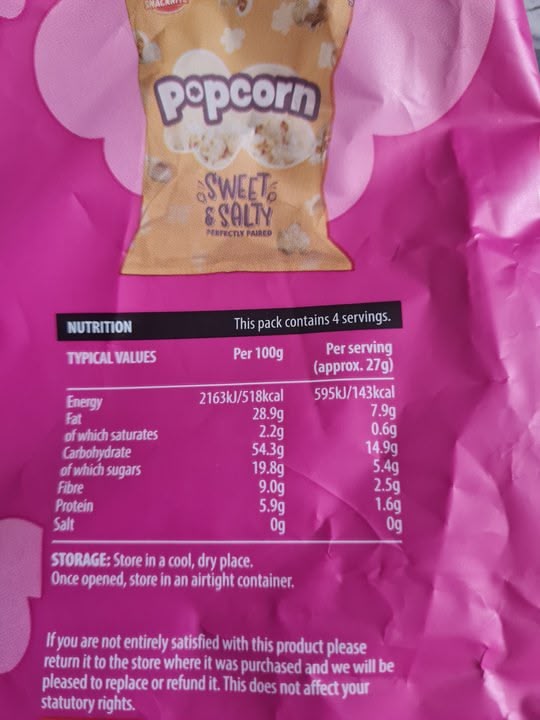 Popcorn
SWEET
& SALTY
PERFECTLY PAIRED
NUTRITION This pack contains 4 servings.
TYPICAL VALUES Per 100g Per serving
(approx. 27g)
Energy 2163kJ/518kcal 595kJ/143kcal
Fat 28.9g 7.9g
of which saturates 2.2g 0.6g
Carbohydrate 54.3g 14.9g
of which sugars 19.8g 5.4g
Fibre 9.0g 2.5g
Protein 5.9g 1.6g
Salt 0g 0g
STORAGE: Store in a cool, dry place.
Once opened, store in an airtight container.
If you are not entirely satisfied with this product please
return it to the store where it was purchased and we will be
pleased to replace or refund it. This does not affect your
statutory rights.